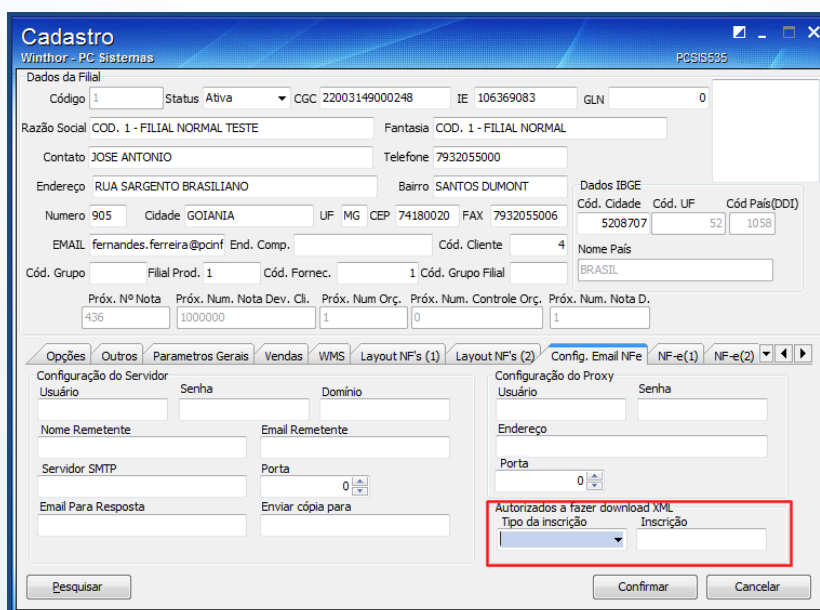 Cadastro
Winthor - PC Sistemas
PCSIS535
Dados da Filial
Código 1 Status Ativa CGC 22003149000248 IE 106369083 GLN 0
Razão Social COD. 1 - FILIAL NORMAL TESTE Fantasia COD. 1 - FILIAL NORMAL
Contato JOSE ANTONIO Telefone 7932055000
Endereço RUA SARGENTO BRASILIANO Bairro SANTOS DUMONT
Dados IBGE
Cód. Cidade Cód. UF Cód País(DDI)
5208707 52 1058
Numero 905 Cidade GOIANIA UF MG CEP 74180020 FAX 7932055006
EMAIL fernandes.ferreira@pcinf End. Comp. Cód. Cliente 4
Nome País
BRASIL
Cód. Grupo Filial Prod. 1 Cód. Fornec. 1 Cód. Grupo Filial
Próx. Nº Nota Próx. Num. Nota Dev. Cli. Próx. Num Orç. Próx. Num. Controle Orç. Próx. Num. Nota D.
436 1000000 1 0 1
Opções Outros Parametros Gerais Vendas WMS Layout NF's (1) Layout NF's (2) Config. Email NFe NF-e(1) NF-e(2)
Configuração do Servidor
Usuário Senha Domínio
Nome Remetente Email Remetente
Servidor SMTP Porta
0
Email Para Resposta Enviar cópia para
Configuração do Proxy
Usuário Senha
Endereço
Porta
0
Autorizados a fazer download XML
Tipo da inscrição Inscrição
Pesquisar Confirmar Cancelar